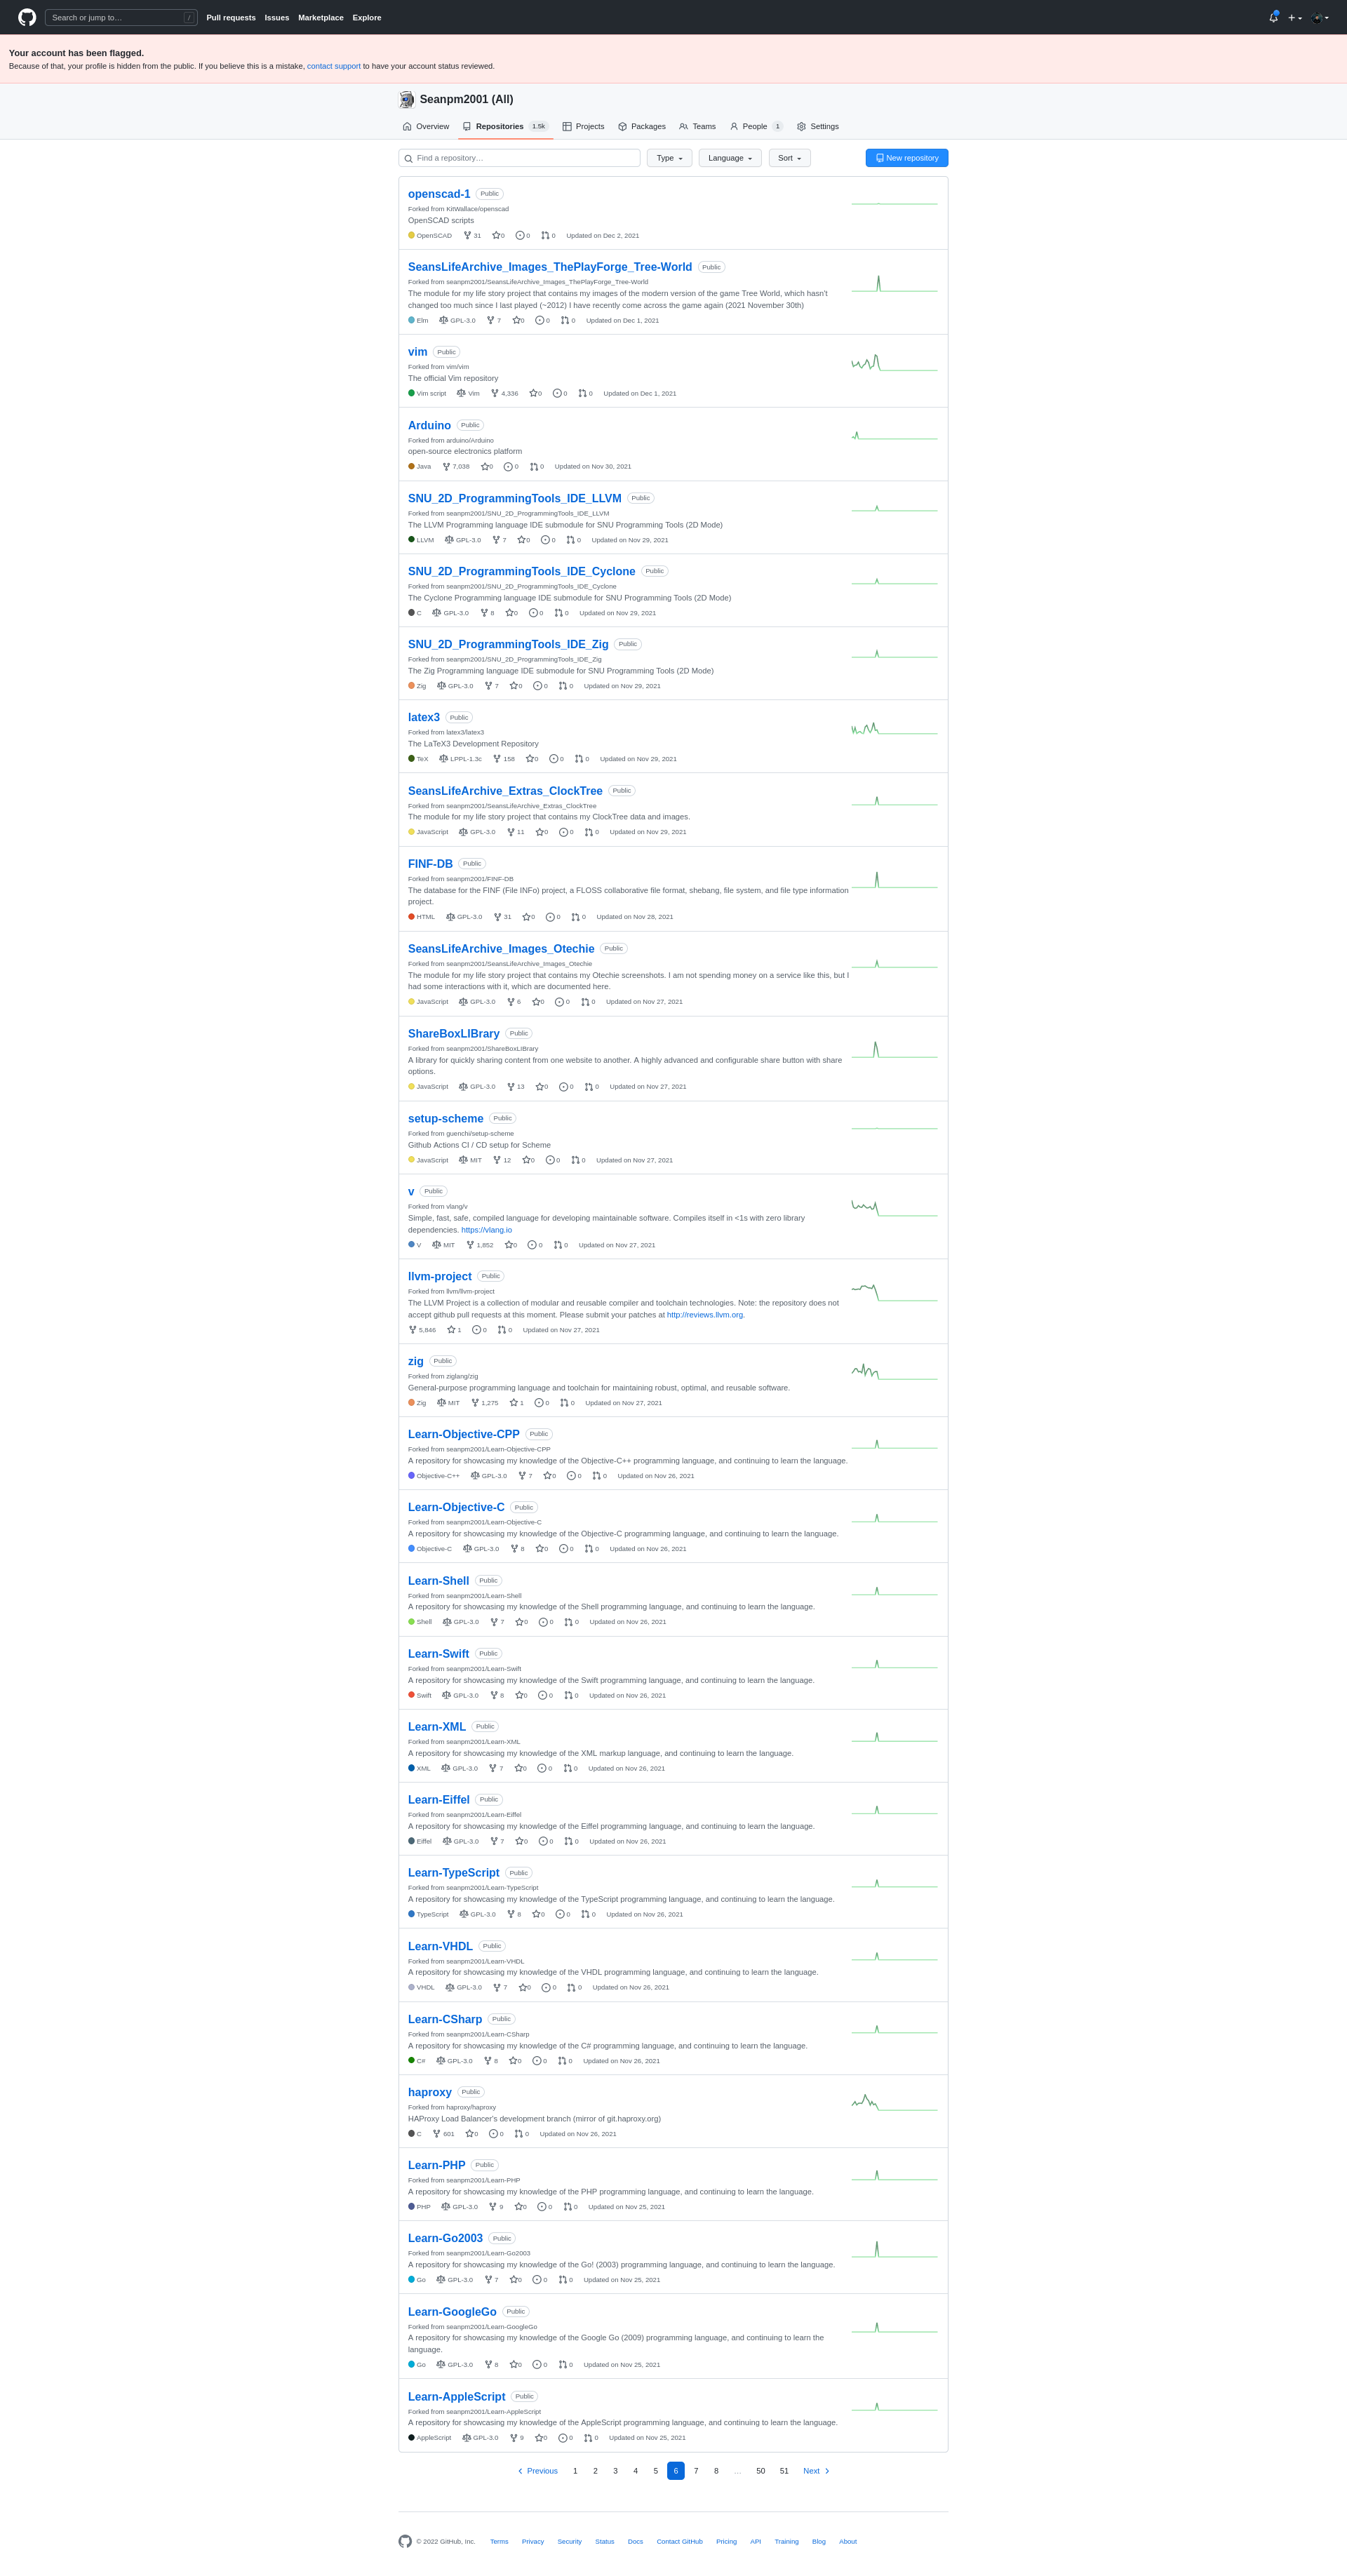 Search or jump to… / Pull requests Issues Marketplace Explore
Your account has been flagged.
Because of that, your profile is hidden from the public. If you believe this is a mistake, contact support to have your account status reviewed.
Seanpm2001 (All)
Overview Repositories 1.5k Projects Packages Teams People 1 Settings
Find a repository… Type Language Sort New repository
openscad-1 Public
Forked from KitWallace/openscad
OpenSCAD scripts
OpenSCAD 31 0 0 0 Updated on Dec 2, 2021
SeansLifeArchive_Images_ThePlayForge_Tree-World Public
Forked from seanpm2001/SeansLifeArchive_Images_ThePlayForge_Tree-World
The module for my life story project that contains my images of the modern version of the game Tree World, which hasn't
changed too much since I last played (~2012) I have recently come across the game again (2021 November 30th)
Elm GPL-3.0 7 0 0 0 Updated on Dec 1, 2021
vim Public
Forked from vim/vim
The official Vim repository
Vim script Vim 4,336 0 0 0 Updated on Dec 1, 2021
Arduino Public
Forked from arduino/Arduino
open-source electronics platform
Java 7,038 0 0 0 Updated on Nov 30, 2021
SNU_2D_ProgrammingTools_IDE_LLVM Public
Forked from seanpm2001/SNU_2D_ProgrammingTools_IDE_LLVM
The LLVM Programming language IDE submodule for SNU Programming Tools (2D Mode)
LLVM GPL-3.0 7 0 0 0 Updated on Nov 29, 2021
SNU_2D_ProgrammingTools_IDE_Cyclone Public
Forked from seanpm2001/SNU_2D_ProgrammingTools_IDE_Cyclone
The Cyclone Programming language IDE submodule for SNU Programming Tools (2D Mode)
C GPL-3.0 8 0 0 0 Updated on Nov 29, 2021
SNU_2D_ProgrammingTools_IDE_Zig Public
Forked from seanpm2001/SNU_2D_ProgrammingTools_IDE_Zig
The Zig Programming language IDE submodule for SNU Programming Tools (2D Mode)
Zig GPL-3.0 7 0 0 0 Updated on Nov 29, 2021
latex3 Public
Forked from latex3/latex3
The LaTeX3 Development Repository
TeX LPPL-1.3c 158 0 0 0 Updated on Nov 29, 2021
SeansLifeArchive_Extras_ClockTree Public
Forked from seanpm2001/SeansLifeArchive_Extras_ClockTree
The module for my life story project that contains my ClockTree data and images.
JavaScript GPL-3.0 11 0 0 0 Updated on Nov 29, 2021
FINF-DB Public
Forked from seanpm2001/FINF-DB
The database for the FINF (File INFo) project, a FLOSS collaborative file format, shebang, file system, and file type information
project.
HTML GPL-3.0 31 0 0 0 Updated on Nov 28, 2021
SeansLifeArchive_Images_Otechie Public
Forked from seanpm2001/SeansLifeArchive_Images_Otechie
The module for my life story project that contains my Otechie screenshots. I am not spending money on a service like this, but I
had some interactions with it, which are documented here.
JavaScript GPL-3.0 6 0 0 0 Updated on Nov 27, 2021
ShareBoxLIBrary Public
Forked from seanpm2001/ShareBoxLIBrary
A library for quickly sharing content from one website to another. A highly advanced and configurable share button with share
options.
JavaScript GPL-3.0 13 0 0 0 Updated on Nov 27, 2021
setup-scheme Public
Forked from guenchi/setup-scheme
Github Actions CI / CD setup for Scheme
JavaScript MIT 12 0 0 0 Updated on Nov 27, 2021
v Public
Forked from vlang/v
Simple, fast, safe, compiled language for developing maintainable software. Compiles itself in <1s with zero library
dependencies. https://vlang.io
V MIT 1,852 0 0 0 Updated on Nov 27, 2021
llvm-project Public
Forked from llvm/llvm-project
The LLVM Project is a collection of modular and reusable compiler and toolchain technologies. Note: the repository does not
accept github pull requests at this moment. Please submit your patches at http://reviews.llvm.org.
5,846 1 0 0 Updated on Nov 27, 2021
zig Public
Forked from ziglang/zig
General-purpose programming language and toolchain for maintaining robust, optimal, and reusable software.
Zig MIT 1,275 1 0 0 Updated on Nov 27, 2021
Learn-Objective-CPP Public
Forked from seanpm2001/Learn-Objective-CPP
A repository for showcasing my knowledge of the Objective-C++ programming language, and continuing to learn the language.
Objective-C++ GPL-3.0 7 0 0 0 Updated on Nov 26, 2021
Learn-Objective-C Public
Forked from seanpm2001/Learn-Objective-C
A repository for showcasing my knowledge of the Objective-C programming language, and continuing to learn the language.
Objective-C GPL-3.0 8 0 0 0 Updated on Nov 26, 2021
Learn-Shell Public
Forked from seanpm2001/Learn-Shell
A repository for showcasing my knowledge of the Shell programming language, and continuing to learn the language.
Shell GPL-3.0 7 0 0 0 Updated on Nov 26, 2021
Learn-Swift Public
Forked from seanpm2001/Learn-Swift
A repository for showcasing my knowledge of the Swift programming language, and continuing to learn the language.
Swift GPL-3.0 8 0 0 0 Updated on Nov 26, 2021
Learn-XML Public
Forked from seanpm2001/Learn-XML
A repository for showcasing my knowledge of the XML markup language, and continuing to learn the language.
XML GPL-3.0 7 0 0 0 Updated on Nov 26, 2021
Learn-Eiffel Public
Forked from seanpm2001/Learn-Eiffel
A repository for showcasing my knowledge of the Eiffel programming language, and continuing to learn the language.
Eiffel GPL-3.0 7 0 0 0 Updated on Nov 26, 2021
Learn-TypeScript Public
Forked from seanpm2001/Learn-TypeScript
A repository for showcasing my knowledge of the TypeScript programming language, and continuing to learn the language.
TypeScript GPL-3.0 8 0 0 0 Updated on Nov 26, 2021
Learn-VHDL Public
Forked from seanpm2001/Learn-VHDL
A repository for showcasing my knowledge of the VHDL programming language, and continuing to learn the language.
VHDL GPL-3.0 7 0 0 0 Updated on Nov 26, 2021
Learn-CSharp Public
Forked from seanpm2001/Learn-CSharp
A repository for showcasing my knowledge of the C# programming language, and continuing to learn the language.
C# GPL-3.0 8 0 0 0 Updated on Nov 26, 2021
haproxy Public
Forked from haproxy/haproxy
HAProxy Load Balancer's development branch (mirror of git.haproxy.org)
C 601 0 0 0 Updated on Nov 26, 2021
Learn-PHP Public
Forked from seanpm2001/Learn-PHP
A repository for showcasing my knowledge of the PHP programming language, and continuing to learn the language.
PHP GPL-3.0 9 0 0 0 Updated on Nov 25, 2021
Learn-Go2003 Public
Forked from seanpm2001/Learn-Go2003
A repository for showcasing my knowledge of the Go! (2003) programming language, and continuing to learn the language.
Go GPL-3.0 7 0 0 0 Updated on Nov 25, 2021
Learn-GoogleGo Public
Forked from seanpm2001/Learn-GoogleGo
A repository for showcasing my knowledge of the Google Go (2009) programming language, and continuing to learn the
language.
Go GPL-3.0 8 0 0 0 Updated on Nov 25, 2021
Learn-AppleScript Public
Forked from seanpm2001/Learn-AppleScript
A repository for showcasing my knowledge of the AppleScript programming language, and continuing to learn the language.
AppleScript GPL-3.0 9 0 0 0 Updated on Nov 25, 2021
Previous 1 2 3 4 5 6 7 8 … 50 51 Next
© 2022 GitHub, Inc. Terms Privacy Security Status Docs Contact GitHub Pricing API Training Blog About